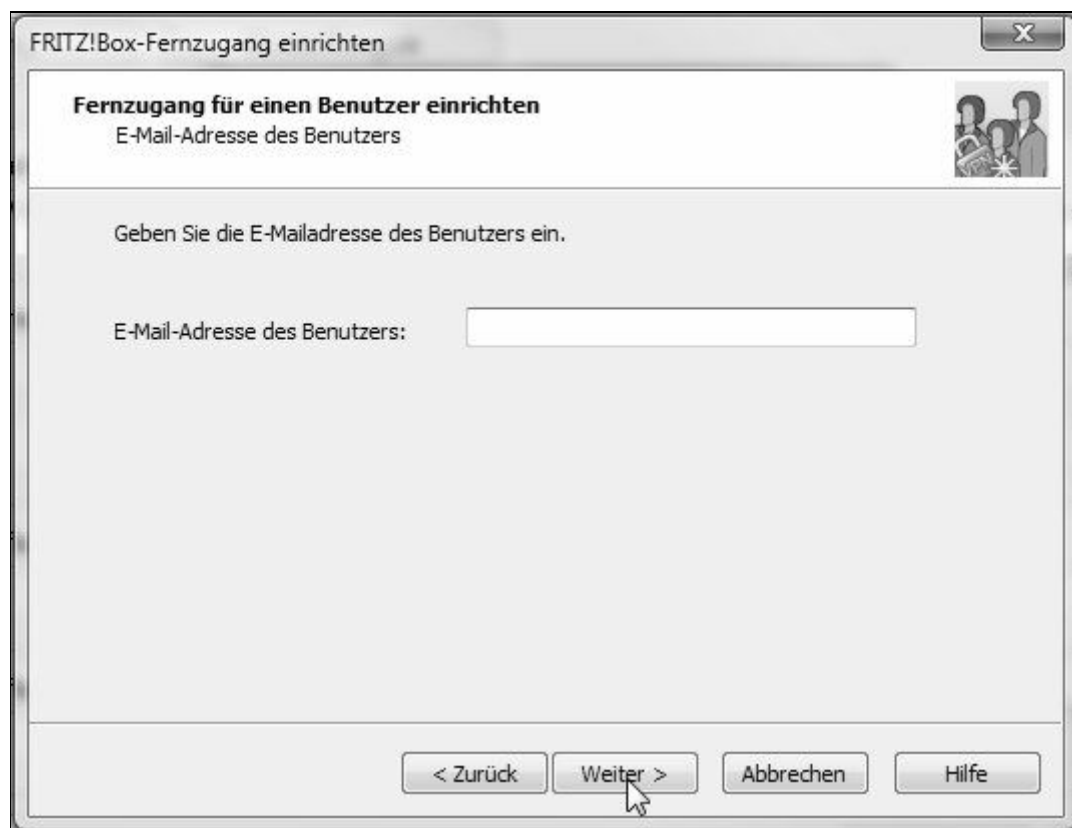 FRITZ!Box-Fernzugang einrichten
Fernzugang für einen Benutzer einrichten
E-Mail-Adresse des Benutzers
VPN
Geben Sie die E-Mailadresse des Benutzers ein.
E-Mail-Adresse des Benutzers:
< Zurück Weiter > Abbrechen Hilfe